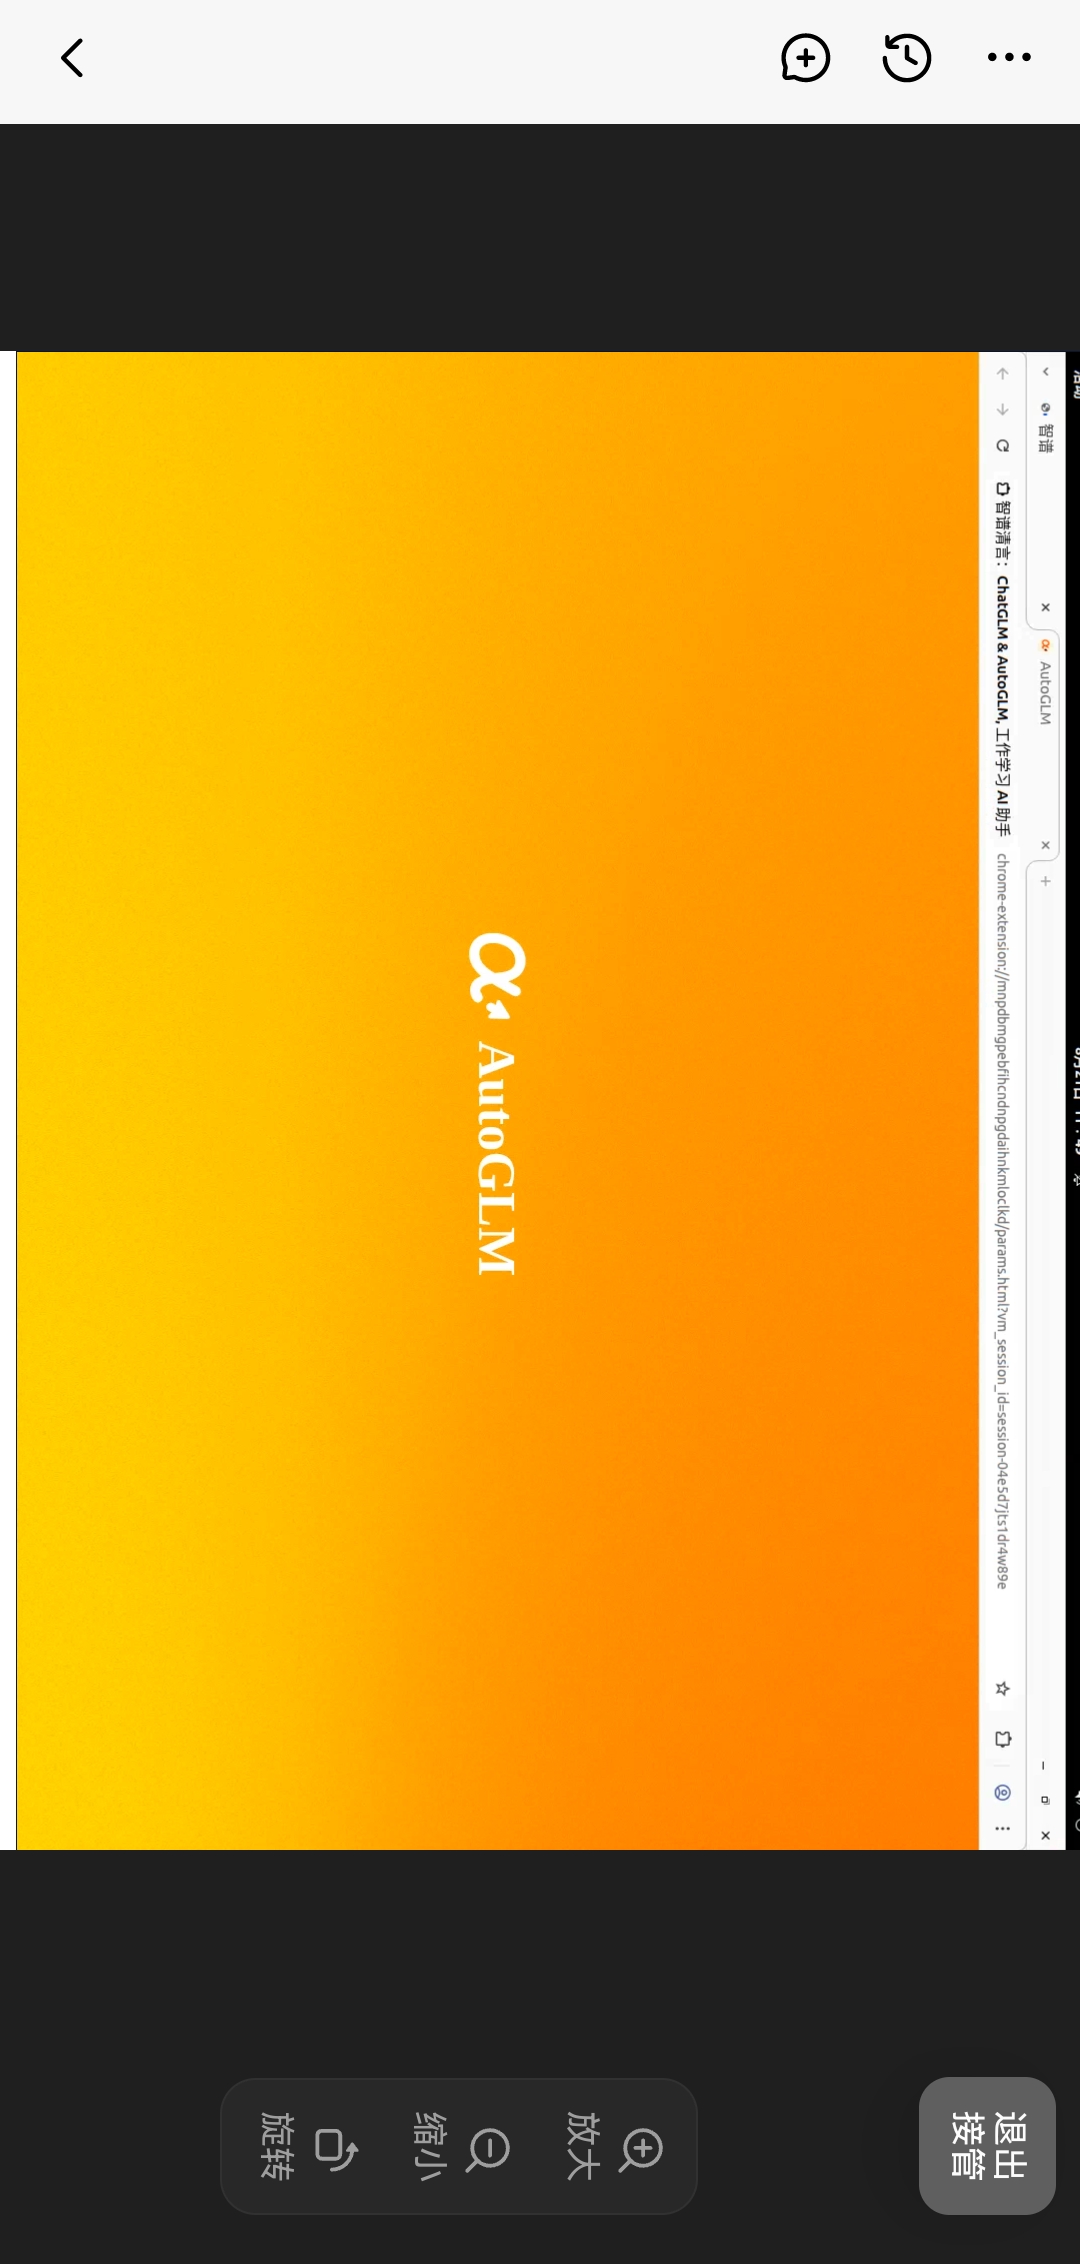 智谱
AutoGLM
智谱清言：ChatGLM & AutoGLM, 工作学习 AI 助手
chrome-extension://mnpdbmgpebfihcndnpgdaihnkmloclkd/params.html?vm_session_id=session-04e5d7jts1dr4w89e
AutoGLM
放大
缩小
旋转
退出
接管